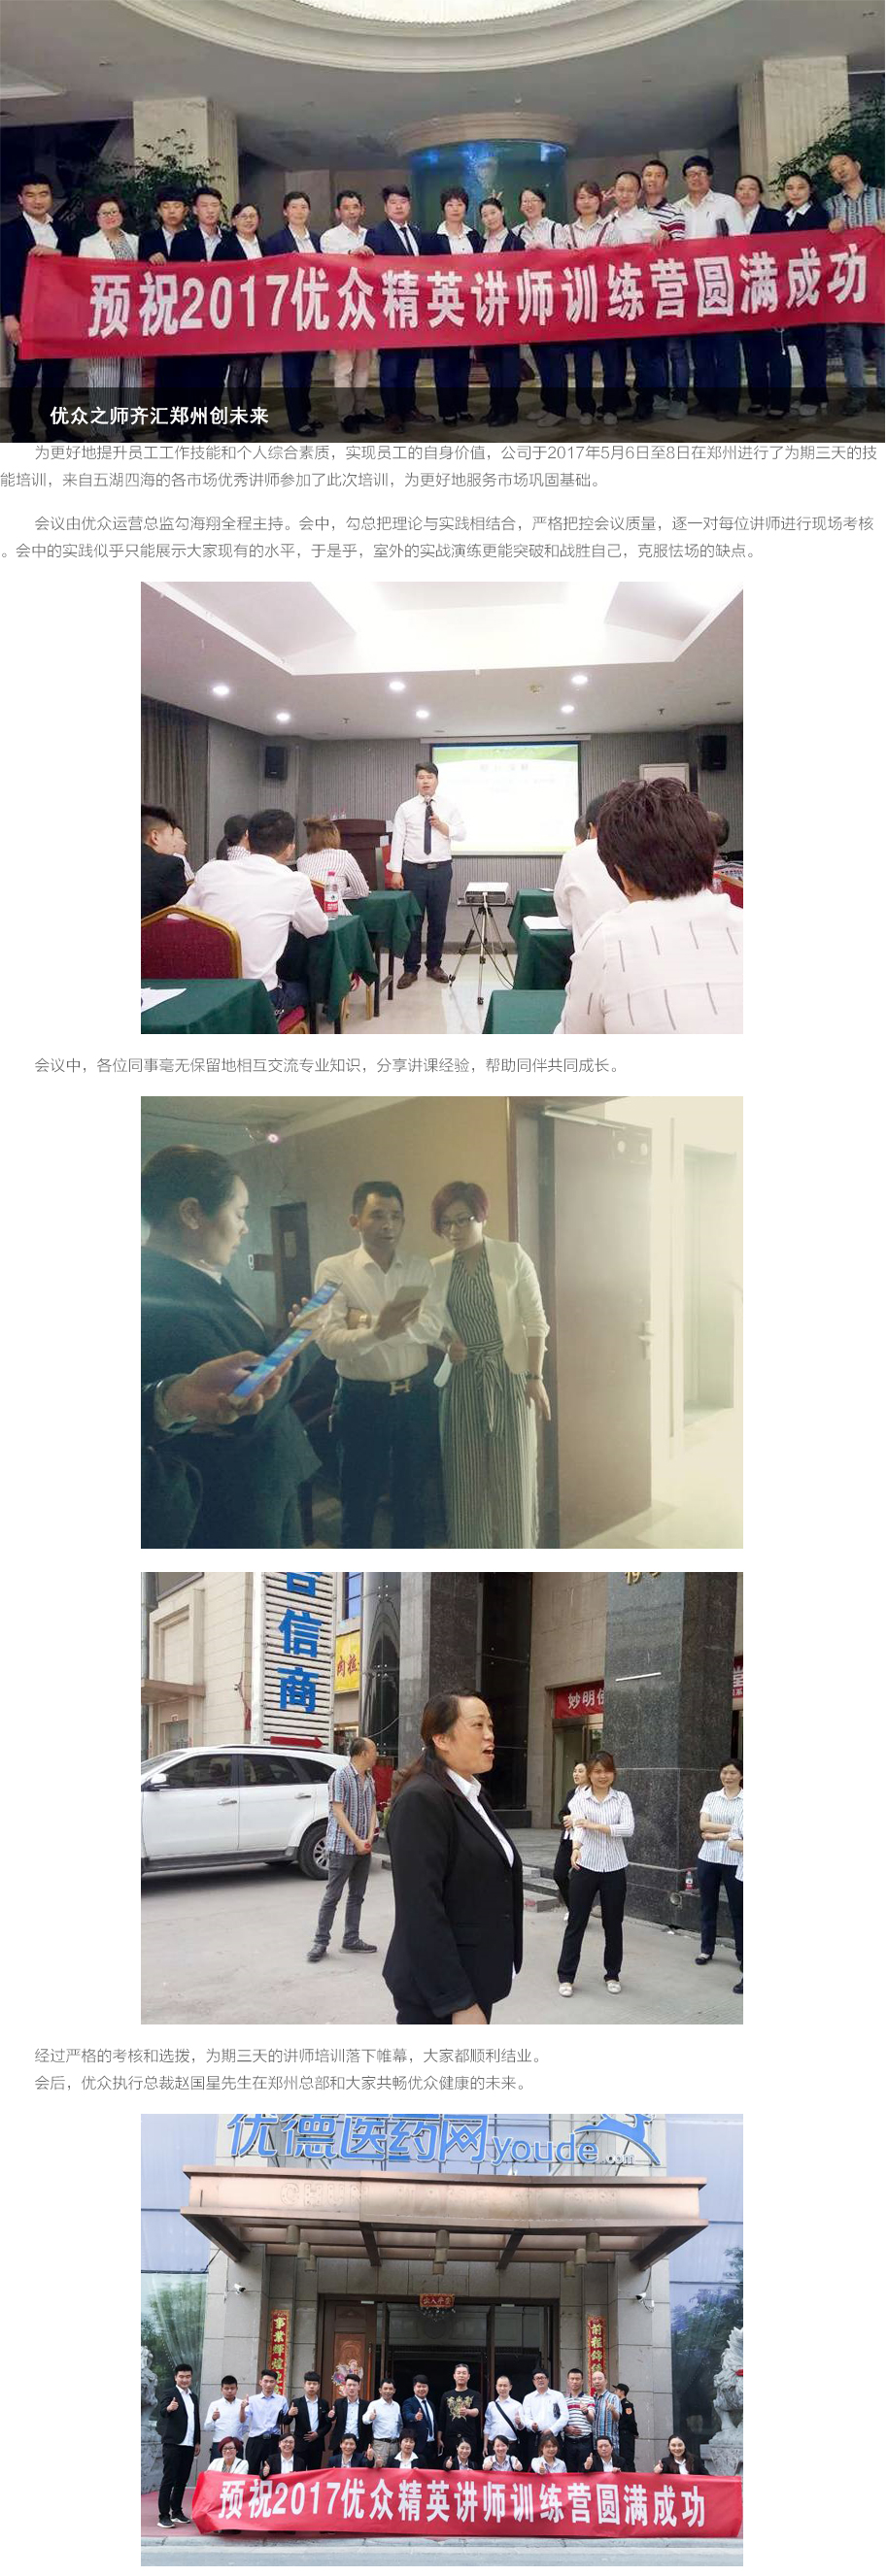 预祝2017优众精英讲师训练营圆满成功
优众之师齐汇郑州创未来
为更好地提升员工工作技能和个人综合素质，实现员工的自身价值，公司于2017年5月6日至8日在郑州进行了为期三天的技
能培训，来自五湖四海的各市场优秀讲师参加了此次培训，为更好地服务市场巩固基础。
会议由优众运营总监勾海翔全程主持。会中，勾总把理论与实践相结合，严格把控会议质量，逐一对每位讲师进行现场考核
。会中的实践似乎只能展示大家现有的水平，于是乎，室外的实战演练更能突破和战胜自己，克服怯场的缺点。
会议中，各位同事毫无保留地相互交流专业知识，分享讲课经验，帮助同伴共同成长。
信商
妙明
经过严格的考核和选拨，为期三天的讲师培训落下帷幕，大家都顺利结业。
会后，优众执行总裁赵国星先生在郑州总部和大家共畅优众健康的未来。
优德医药网youde.com
出入平安
事業輝煌
前程錦
预祝2017优众精英讲师训练营圆满成功